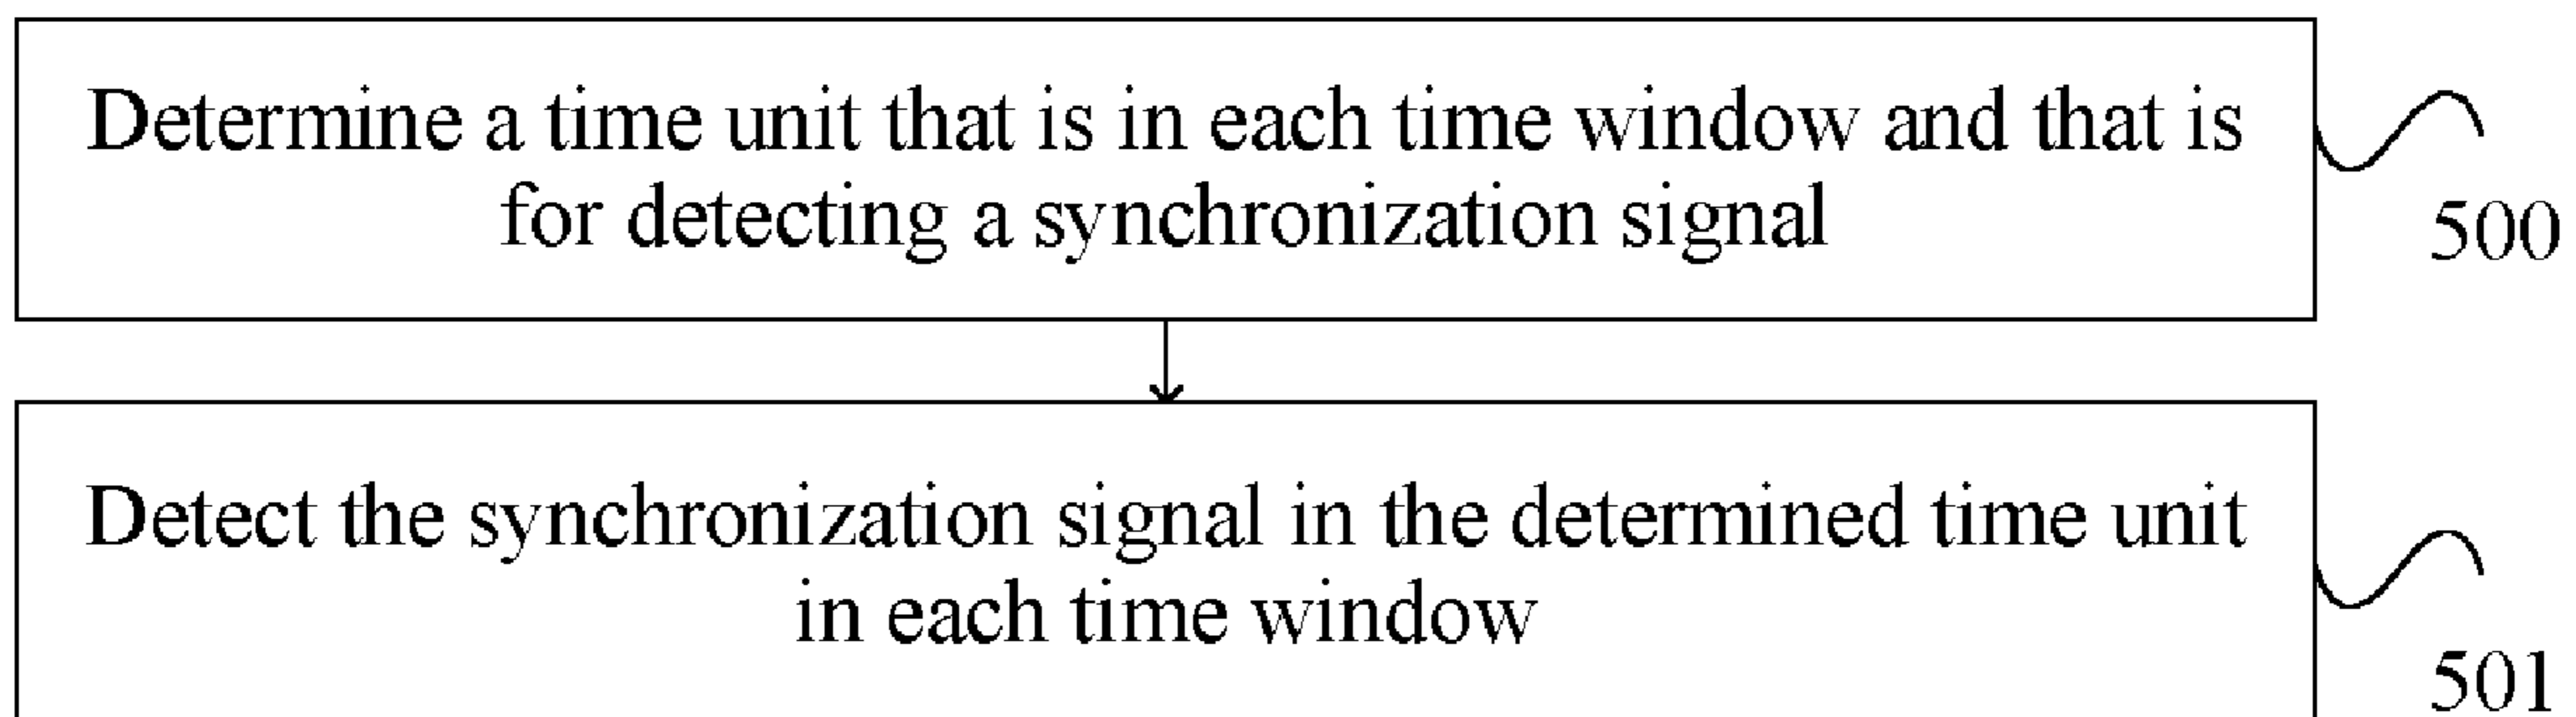 Determine a time unit that is in each time window and that is
for detecting a synchronization signal
500
Detect the synchronization signal in the determined time unit
in each time window
501